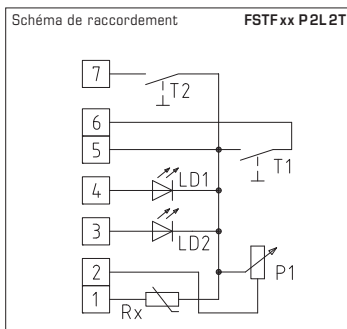 Schéma de raccordement FSTFxx P2L2T
7
T2
6
5
T1
4
LD1
3
LD2
2
P1
1
Rx